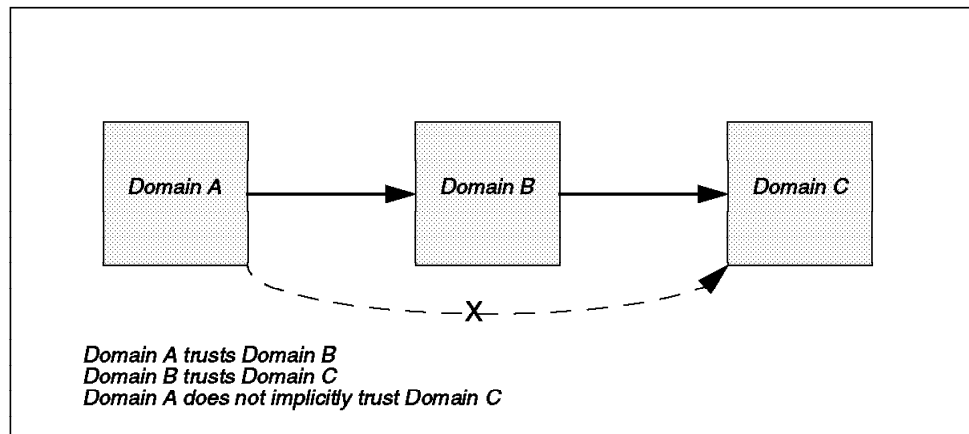 Domain A
Domain B
Domain C
X
Domain A trusts Domain B
Domain B trusts Domain C
Domain A does not implicitly trust Domain C